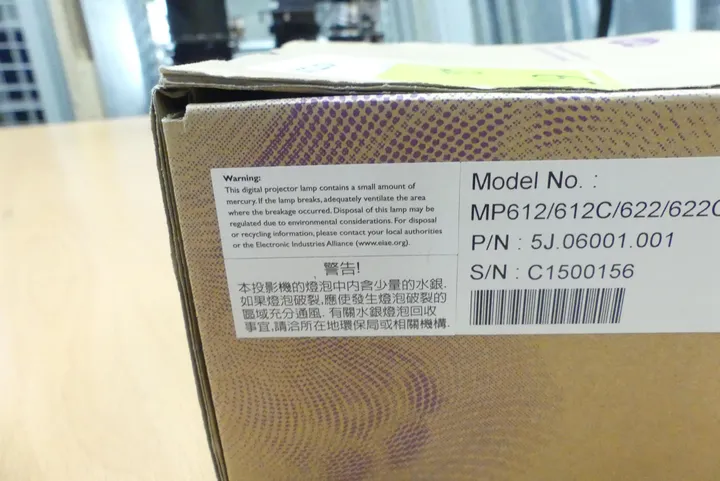 Warning:
This digital projector lamp contains a small amount of
mercury. If the lamp breaks, adequately ventilate the area
where the breakage occurred. Disposal of this lamp may be
regulated due to environmental considerations. For disposal
or recycling information, please contact your local authorities
or the Electronic Industries Alliance (www.eise.org).
警告!
本投影機的燈泡中内含少量的水銀.
如果燈泡破裂,應使發生燈泡破裂的
區域充分通風. 有關水銀燈泡回收
事宜,請洽所在地環保局或相關機構.
Model No. :
MP612/612C/622/622C
P/N : 5J.06001.001
S/N : C1500156